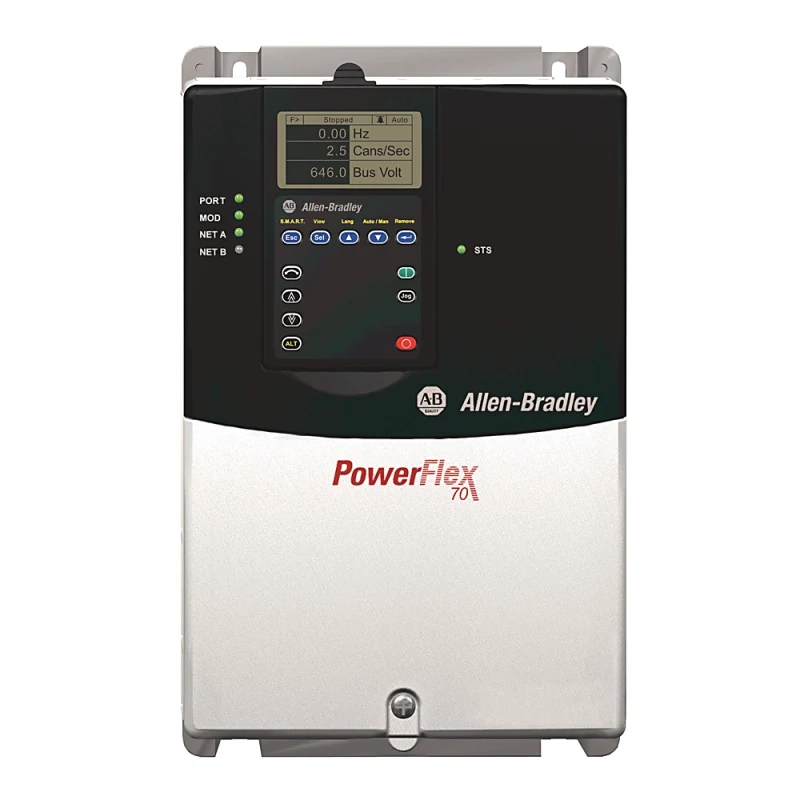 F> Stopped Auto
0.00 Hz
2.5 Cans/Sec
646.0 Bus Volt
AB Allen-Bradley
S.M.A.R.T. View Lang Auto / Man Remove
Esc Sel
PORT
MOD
NET A
NET B
STS
Jog
ALT
A-B Allen-Bradley
QUALITY
PowerFlex
70